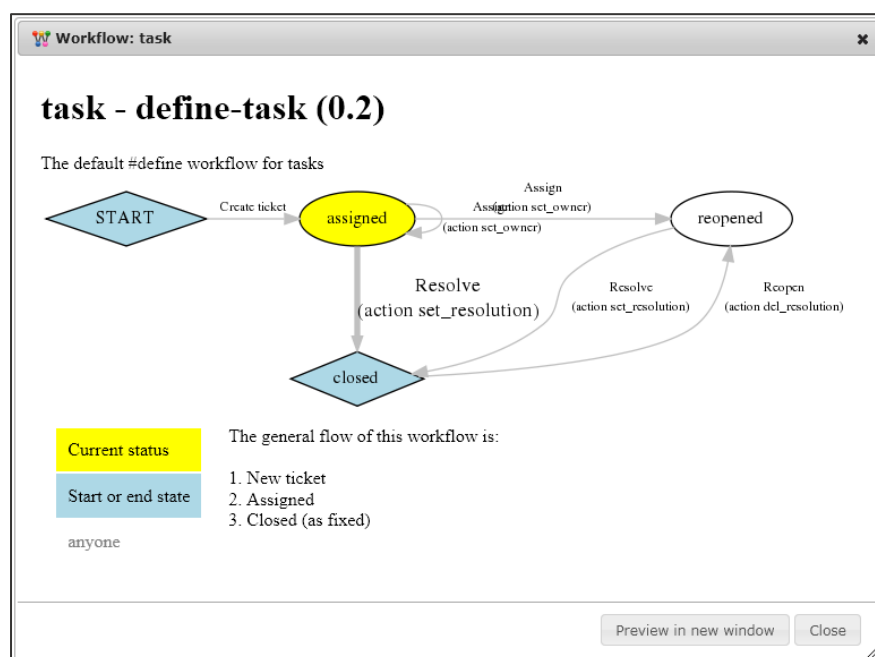 Workflow: task
task - define-task (0.2)
The default #define workflow for tasks
START
Create ticket
assigned
Assign
(action set_owner)
Assign
(action set_owner)
reopened
Resolve
(action set_resolution)
Resolve
(action set_resolution)
Reopen
(action del_resolution)
closed
Current status
Start or end state
anyone
The general flow of this workflow is:
1. New ticket
2. Assigned
3. Closed (as fixed)
Preview in new window
Close